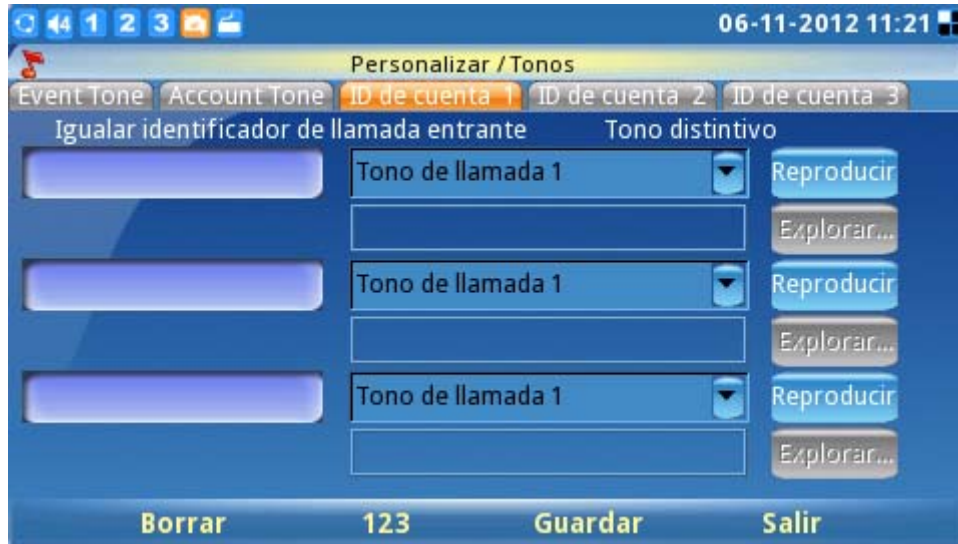 4 1 2 3 06-11-2012 11:21
Personalizar / Tonos
Event Tone Account Tone ID de cuenta 1 ID de cuenta 2 ID de cuenta 3
Igualar identificador de llamada entrante Tono distintivo
Tono de llamada 1 Reproducir
Explorar...
Tono de llamada 1 Reproducir
Explorar...
Tono de llamada 1 Reproducir
Explorar...
Borrar 123 Guardar Salir